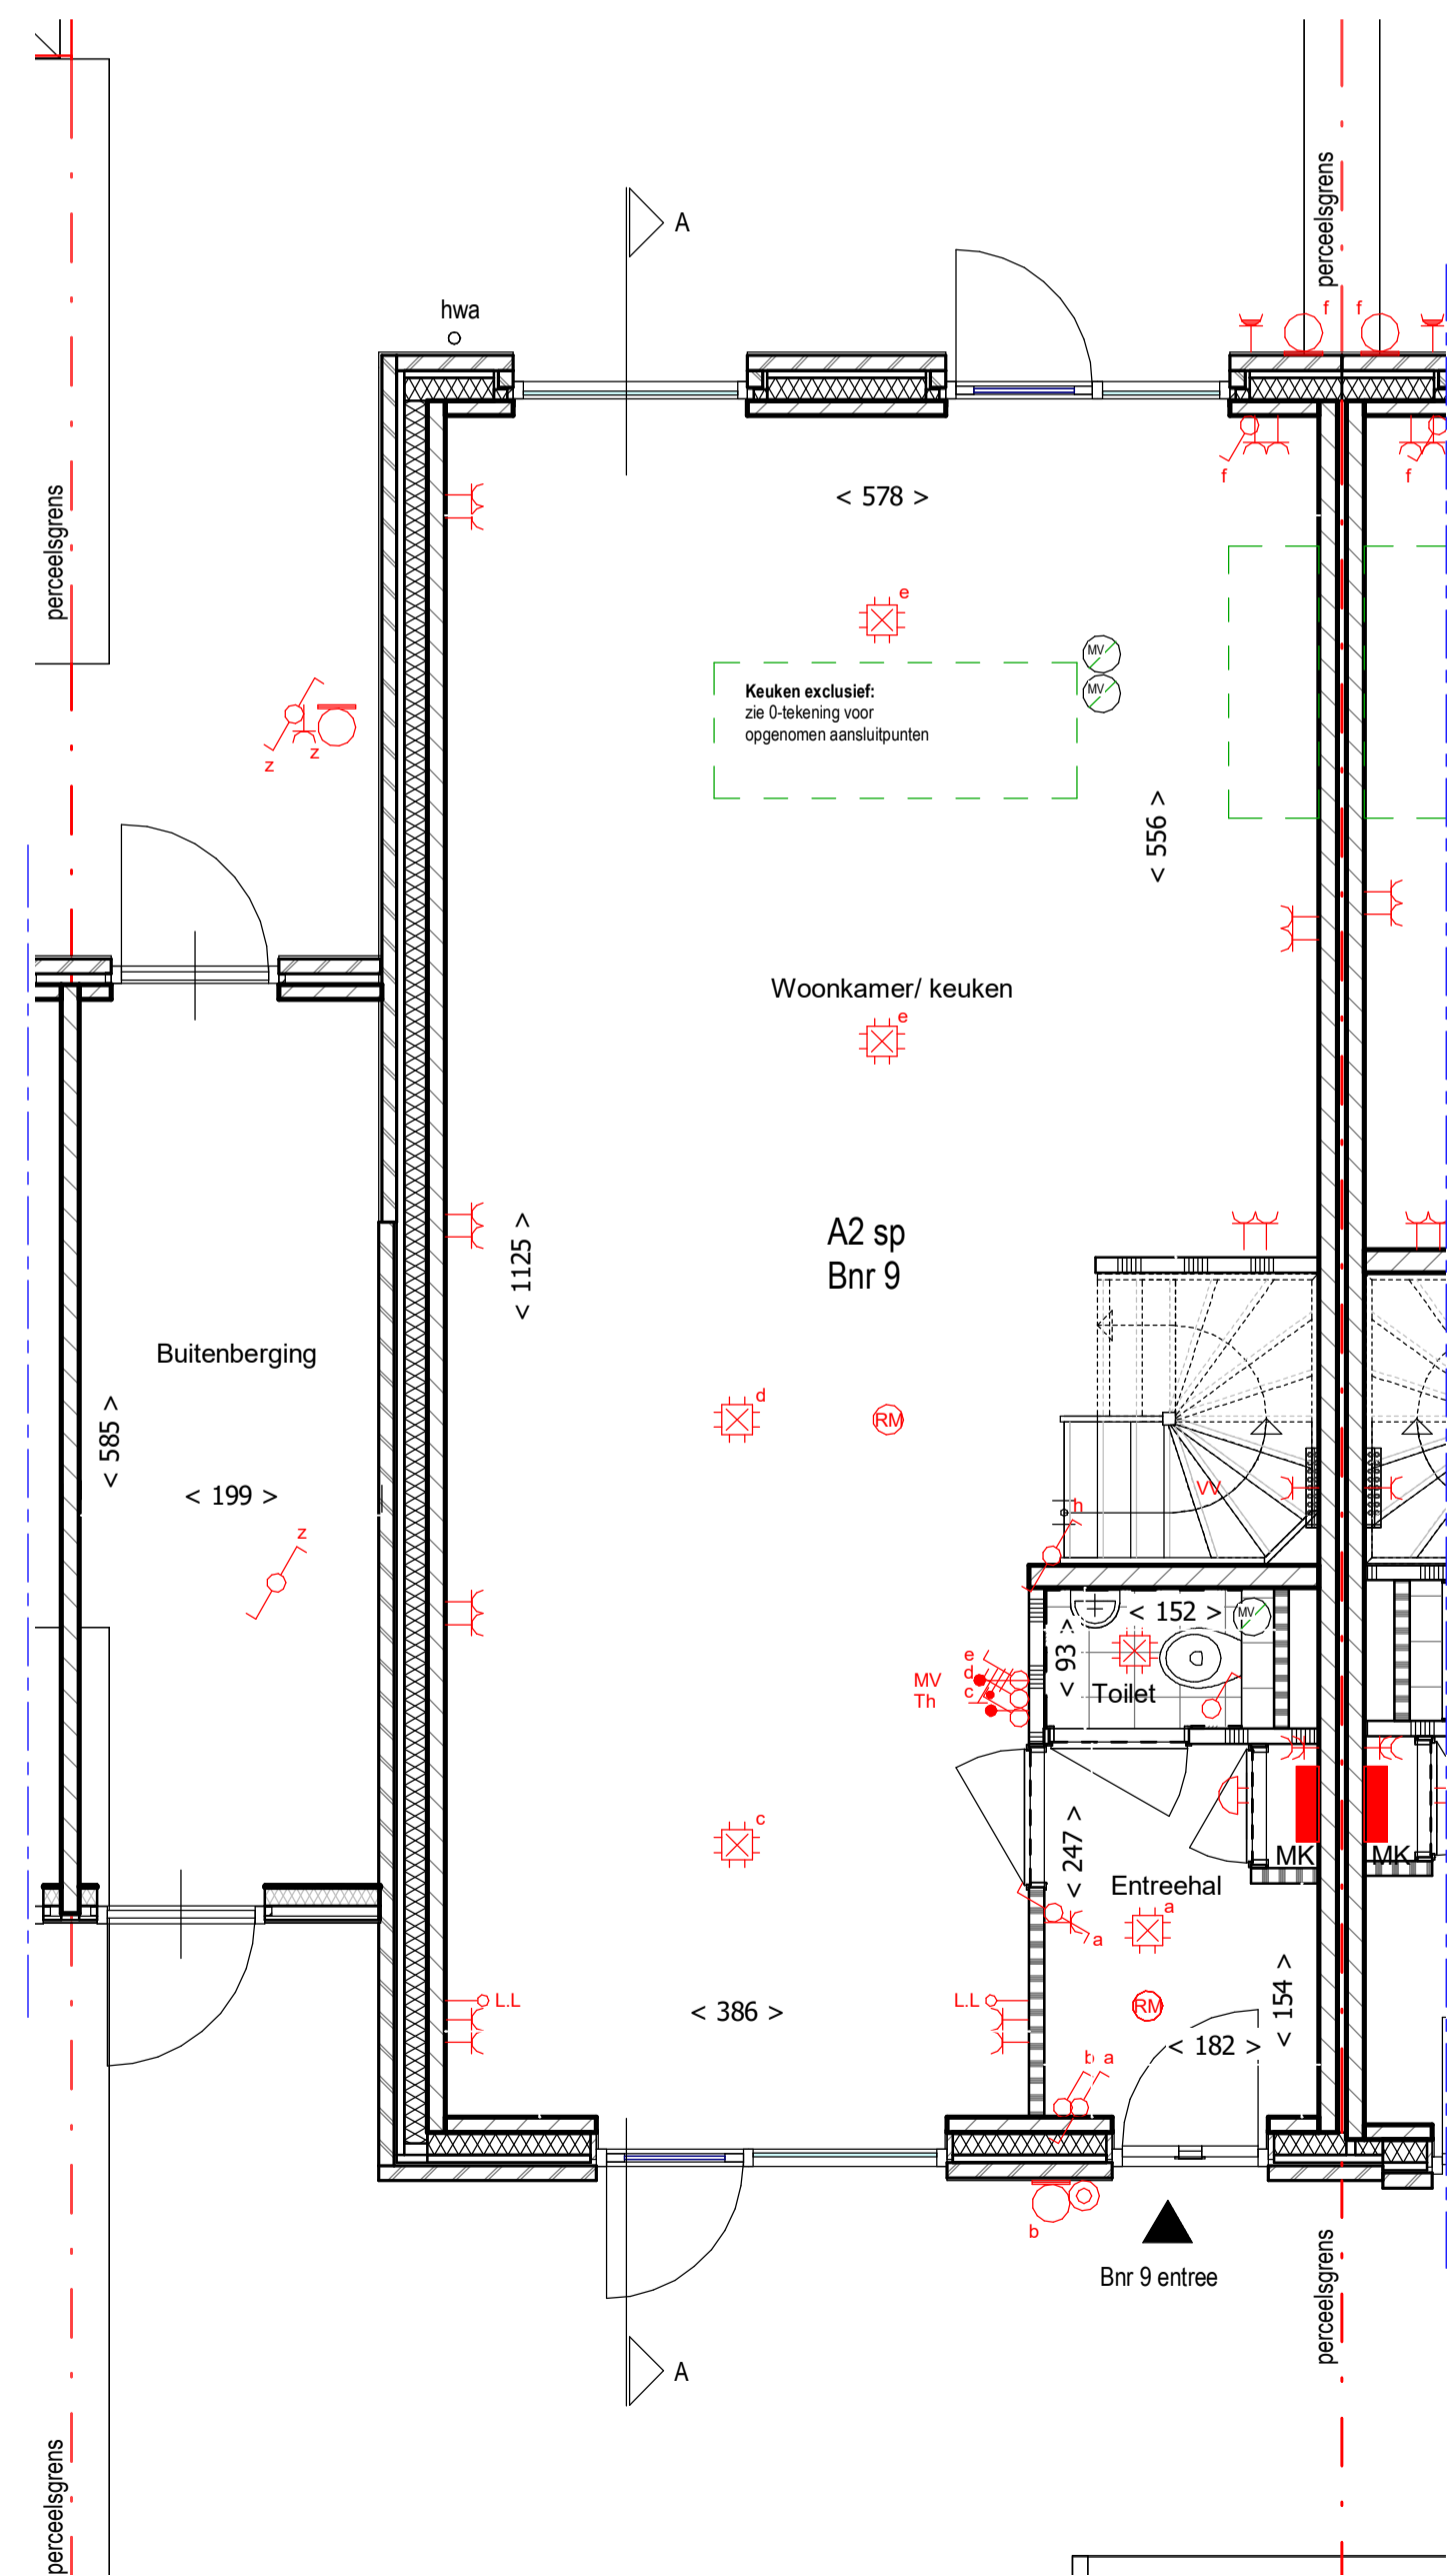 perceelsgrens
A
hwa
f
f
perceelsgrens
< 578 >
f
f
e
MV
MV
Keuken exclusief:
zie 0-tekening voor
opgenomen aansluitpunten
z
z
< 556 >
Woonkamer/ keuken
e
A2 sp
Bnr 9
< 1125 >
Buitenberging
< 585 >
< 199 >
z
d
RM
VV
h
< 152 >
MV
< 93 >
Toilet
e
d
c
MV
Th
c
< 247 >
MK
MK
Entreehal
a
a
RM
< 154 >
L.L
L.L
< 386 >
< 182 >
b
a
b
Bnr 9 entree
perceelsgrens
A
perceelsgrens